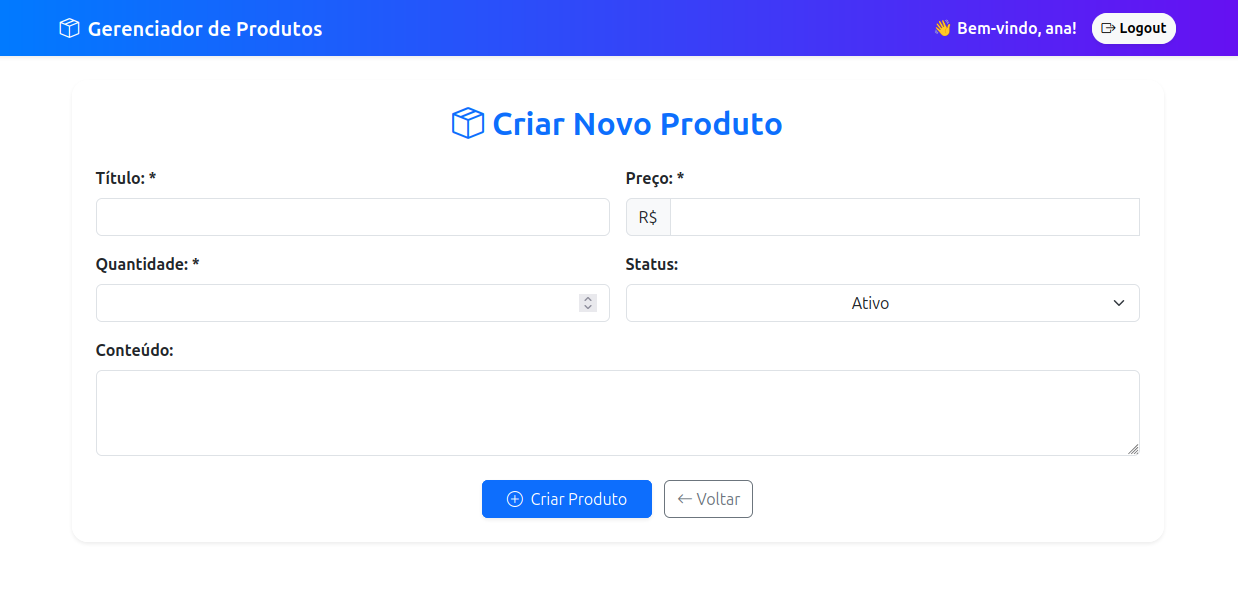 Gerenciador de Produtos
👋 Bem-vindo, ana!
Logout
Criar Novo Produto
Título: *
Preço: *
R$
Quantidade: *
Status:
Ativo
Conteúdo:
Criar Produto
Voltar